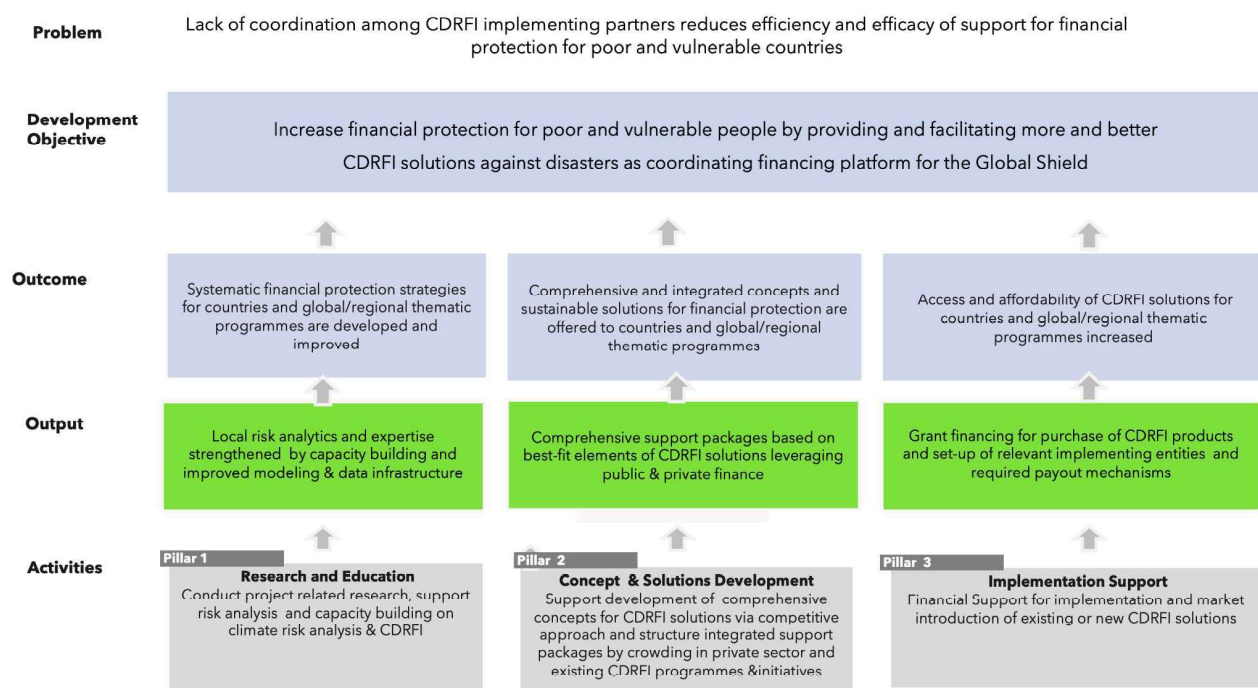 Problem
Lack of coordination among CDRFI implementing partners reduces efficiency and efficacy of support for financial
protection for poor and vulnerable countries
Development
Objective
Increase financial protection for poor and vulnerable people by providing and facilitating more and better
CDRFI solutions against disasters as coordinating financing platform for the Global Shield
Outcome
Systematic financial protection strategies
for countries and global/regional thematic
programmes are developed and
improved
Comprehensive and integrated concepts and
sustainable solutions for financial protection are
offered to countries and global/regional
thematic programmes
Access and affordability of CDRFI solutions for
countries and global/regional thematic
programmes increased
Output
Local risk analytics and expertise
strengthened by capacity building and
improved modeling & data infrastructure
Comprehensive support packages based on
best-fit elements of CDRFI solutions leveraging
public & private finance
Grant financing for purchase of CDRFI products
and set-up of relevant implementing entities and
required payout mechanisms
Activities
Pillar 1
Research and Education
Conduct project related research, support
risk analysis and capacity building on
climate risk analysis & CDRFI
Pillar 2
Concept & Solutions Development
Support development of comprehensive
concepts for CDRFI solutions via competitive
approach and structure integrated support
packages by crowding in private sector and
existing CDRFI programmes &initiatives
Pillar 3
Implementation Support
Financial Support for implementation and market
introduction of existing or new CDRFI solutions